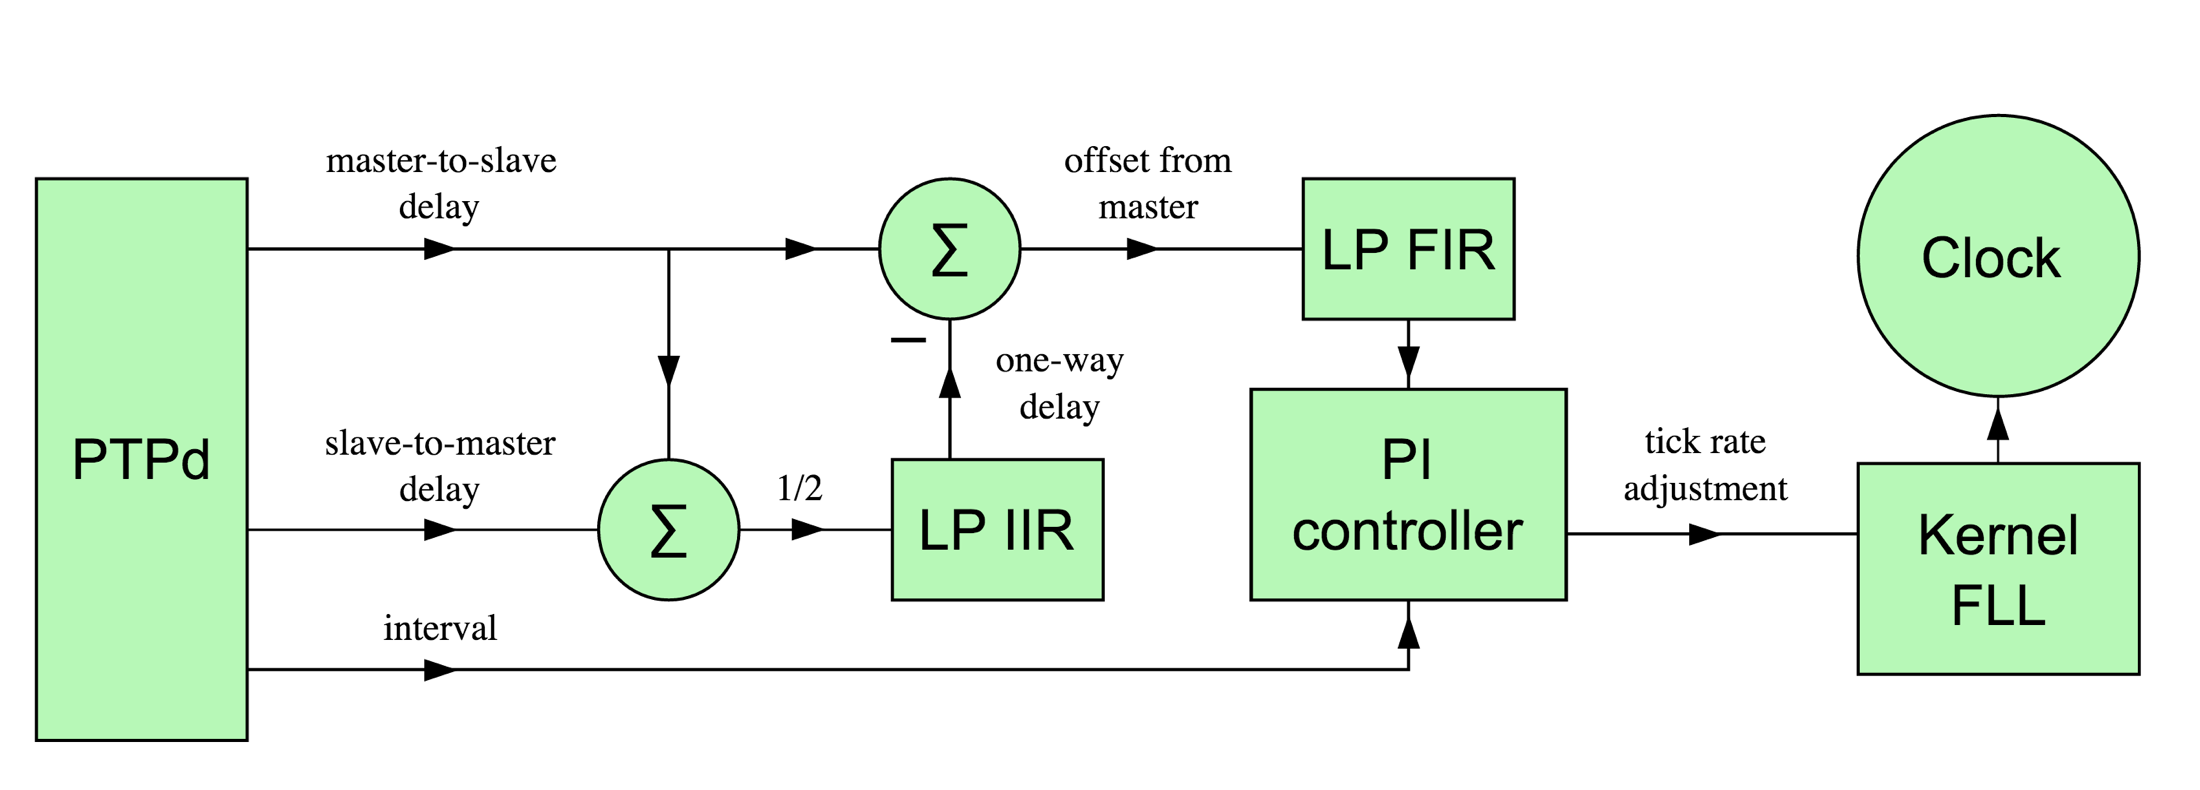 master-to-slave
delay
offset from
master
Σ
LP FIR
Clock
−
one-way
delay
PTPd
slave-to-master
delay
Σ
1/2
LP IIR
PI
controller
tick rate
adjustment
Kernel
FLL
interval